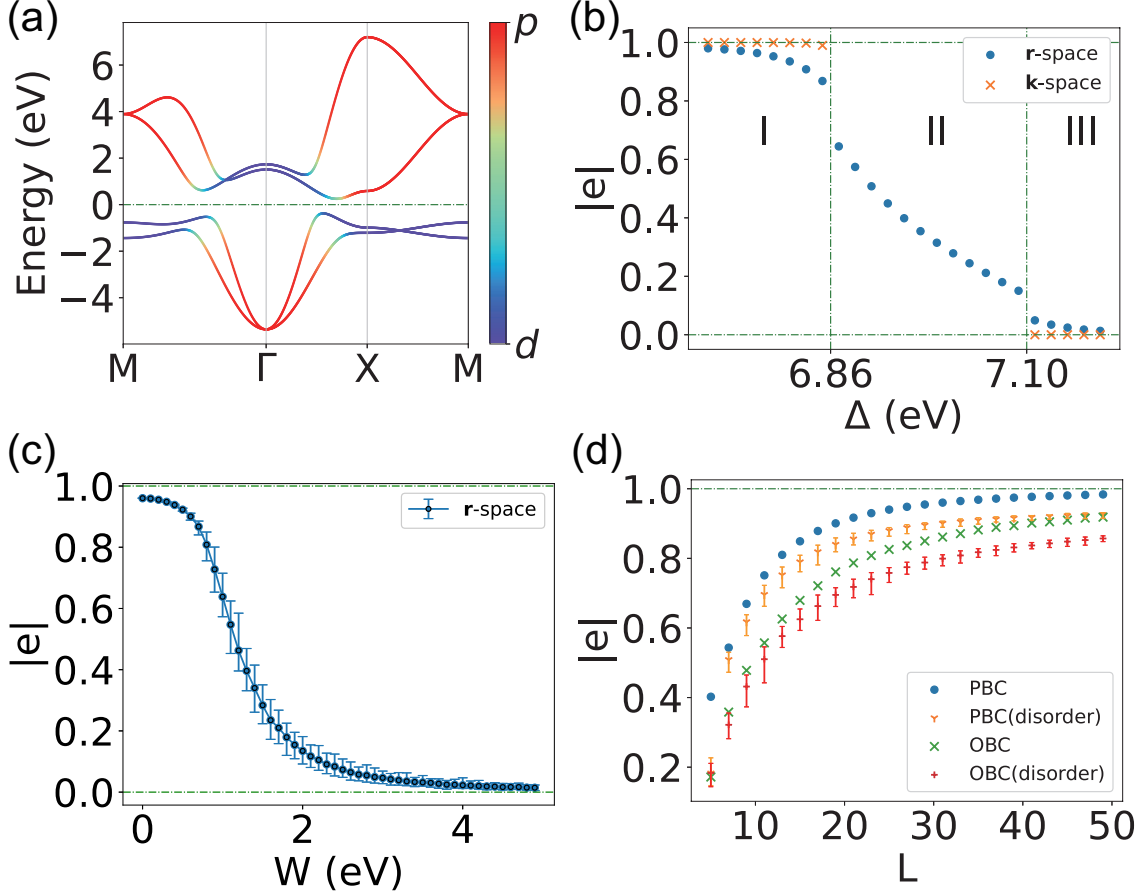 (a)
Energy (eV)
6
4
2
0
−2
−4
M
Γ
X
M
p
d
(b)
|e|
1.0
0.8
0.6
0.4
0.2
0.0
r-space
k-space
I
II
III
6.86
7.10
Δ (eV)
(c)
|e|
1.0
0.8
0.6
0.4
0.2
0.0
r-space
0
2
4
W (eV)
(d)
|e|
1.0
0.8
0.6
0.4
0.2
PBC
PBC(disorder)
OBC
OBC(disorder)
10
20
30
40
50
L